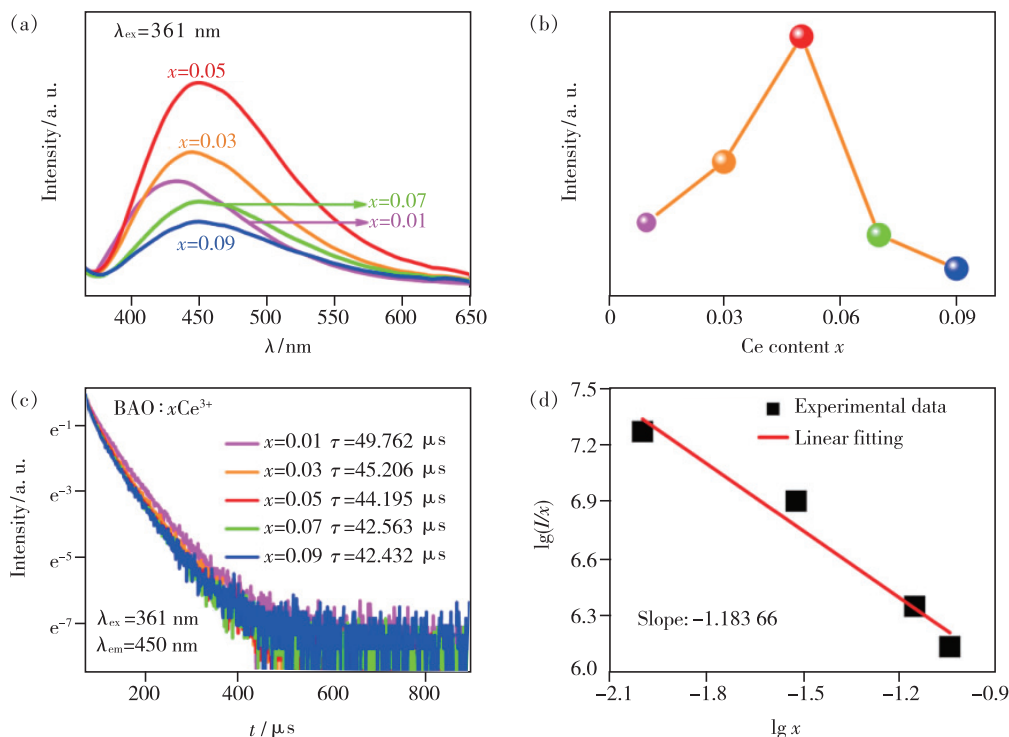 (a)
λex=361 nm
x=0.05
x=0.03
x=0.07
x=0.01
x=0.09
Intensity/a. u.
400 450 500 550 600 650
λ/nm
(b)
Intensity/a. u.
0 0.03 0.06 0.09
Ce content x
(c)
BAO:xCe³⁺
x=0.01 τ=49.762 μs
x=0.03 τ=45.206 μs
x=0.05 τ=44.195 μs
x=0.07 τ=42.563 μs
x=0.09 τ=42.432 μs
λex=361 nm
λem=450 nm
e⁻¹
e⁻³
e⁻⁵
e⁻⁷
Intensity/a. u.
200 400 600 800
t/μs
(d)
Experimental data
Linear fitting
Slope: -1.183 66
7.5
7.2
6.9
6.6
6.3
6.0
lg(I/x)
-2.1 -1.8 -1.5 -1.2 -0.9
lg x